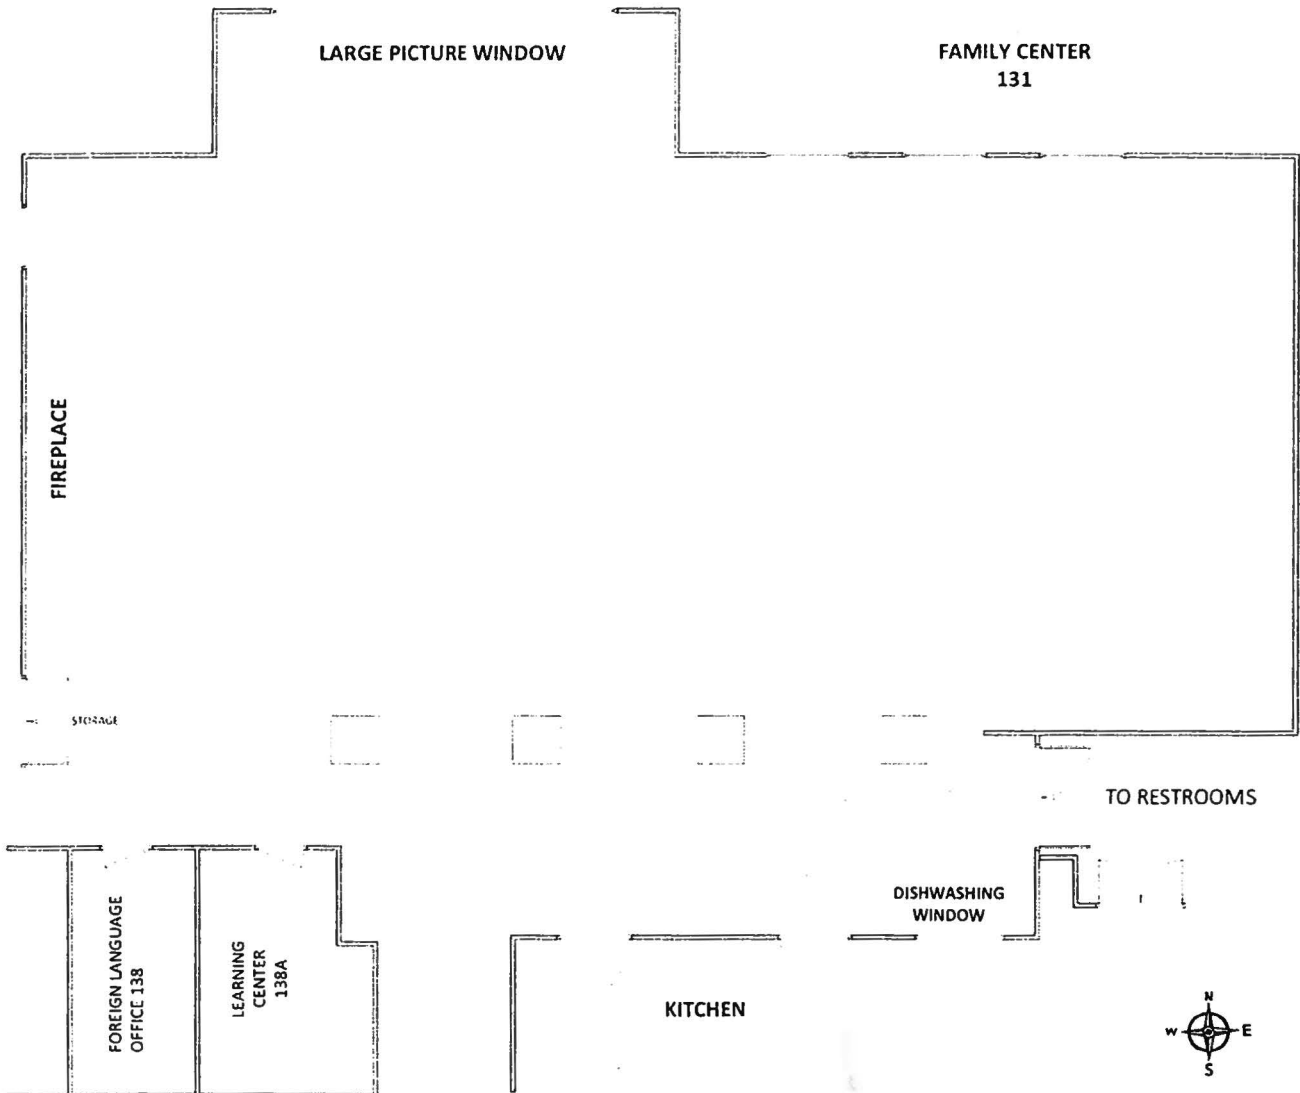 LARGE PICTURE WINDOW
FAMILY CENTER
131
FIREPLACE
STORAGE
TO RESTROOMS
DISHWASHING
WINDOW
FOREIGN LANGUAGE
OFFICE 138
LEARNING
CENTER
138A
KITCHEN
N
W
E
S